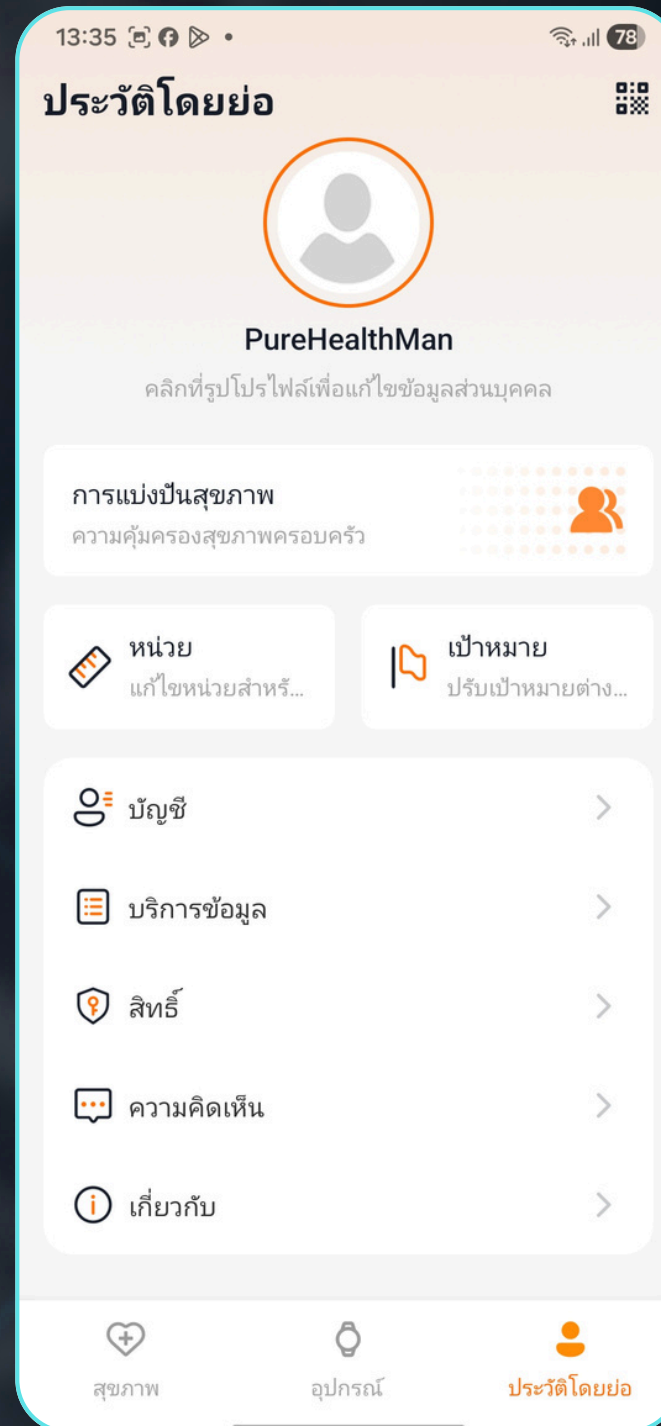 13:35
78
ประวัติโดยย่อ
PureHealthMan
คลิกที่รูปโปรไฟล์เพื่อแก้ไขข้อมูลส่วนบุคคล
การแบ่งปันสุขภาพ
ความคุ้มครองสุขภาพครอบครัว
หน่วย
แก้ไขหน่วยสำหรั...
เป้าหมาย
ปรับเป้าหมายต่าง...
บัญชี
บริการข้อมูล
สิทธิ์
ความคิดเห็น
เกี่ยวกับ
สุขภาพ
อุปกรณ์
ประวัติโดยย่อ